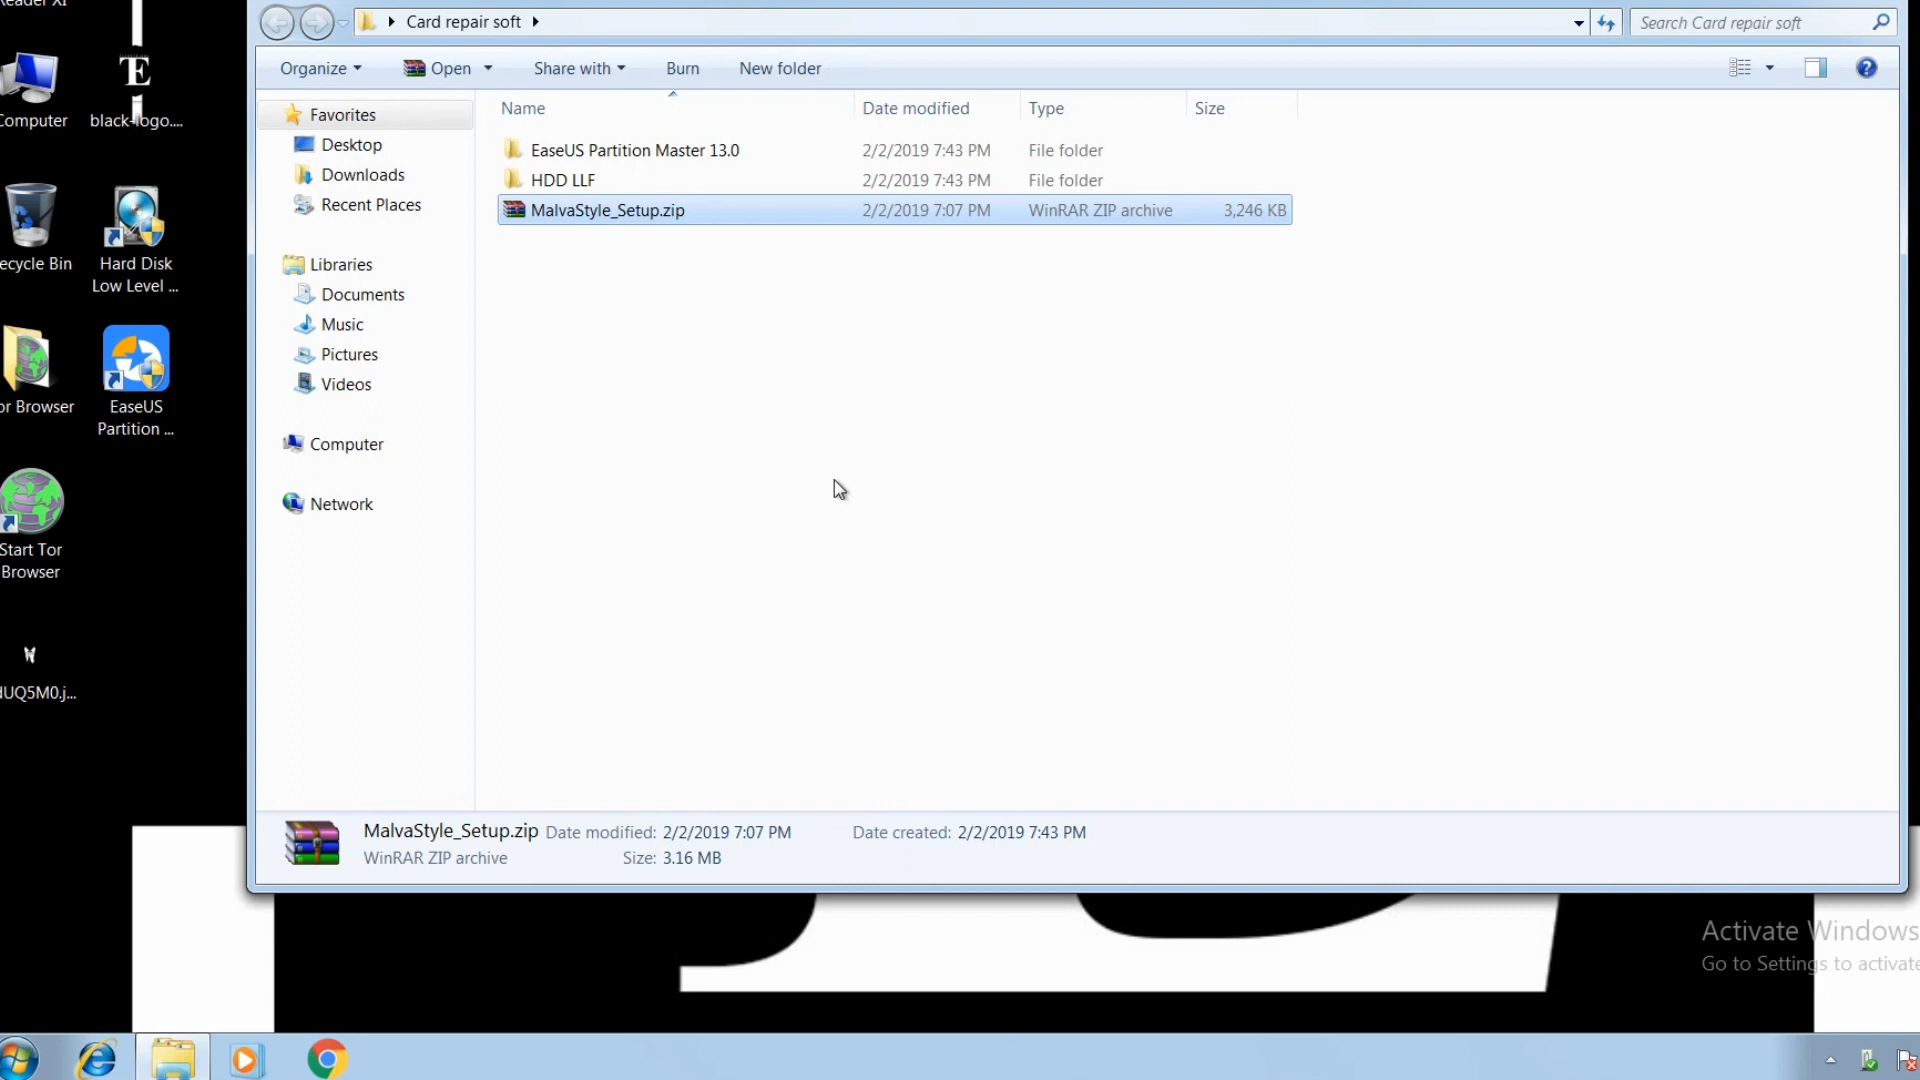 Reader XI
Computer
black-logo....
Recycle Bin
Hard Disk
Low Level ...
Tor Browser
EaseUS
Partition ...
Start Tor
Browser
UQ5M0.j...
E
Card repair soft
Search Card repair soft
Organize
Open
Share with
Burn
New folder
Favorites
Desktop
Downloads
Recent Places
Libraries
Documents
Music
Pictures
Videos
Computer
Network
Name Date modified Type Size
EaseUS Partition Master 13.0 2/2/2019 7:43 PM File folder
HDD LLF 2/2/2019 7:43 PM File folder
MalvaStyle_Setup.zip 2/2/2019 7:07 PM WinRAR ZIP archive 3,246 KB
MalvaStyle_Setup.zip Date modified: 2/2/2019 7:07 PM Date created: 2/2/2019 7:43 PM
WinRAR ZIP archive Size: 3.16 MB
Activate Windows
Go to Settings to activate